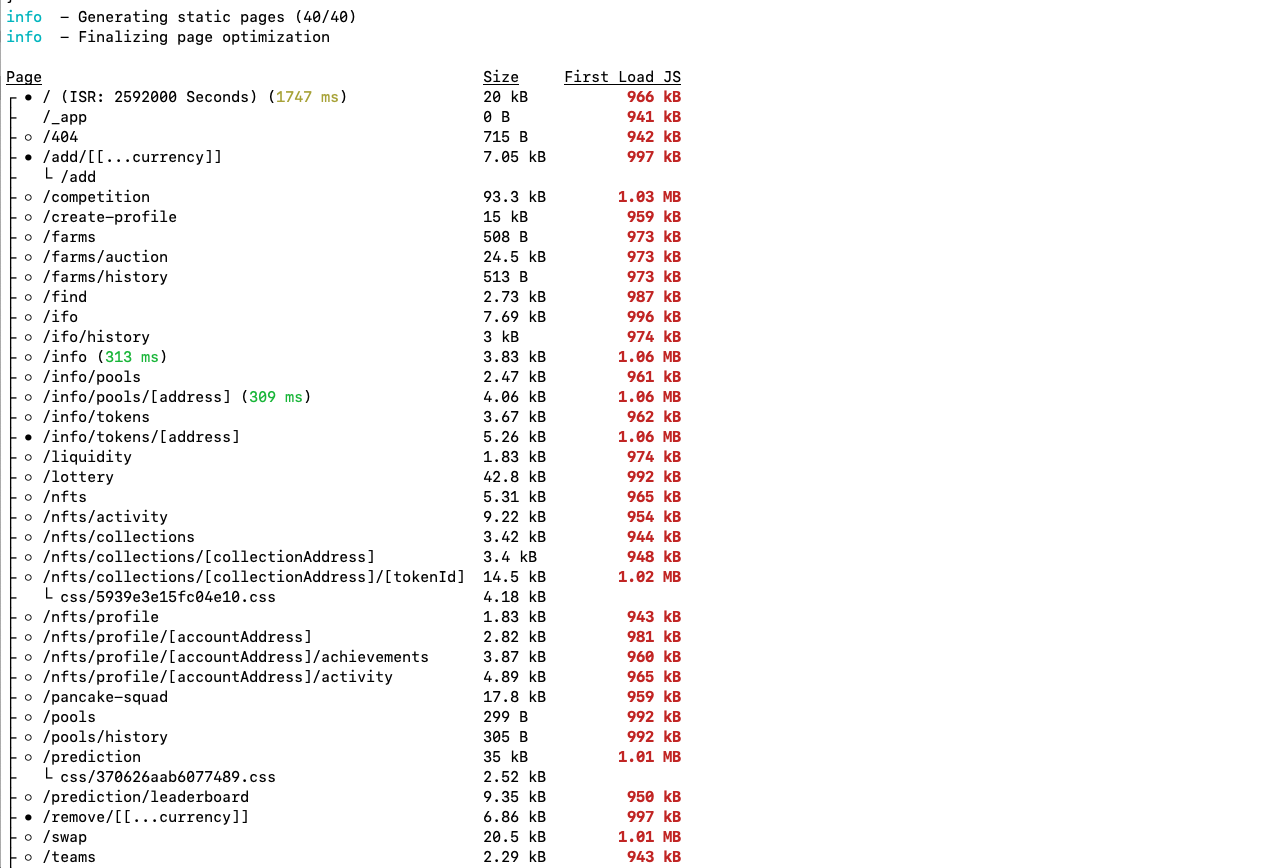 info  – Generating static pages (40/40)
info  – Finalizing page optimization
Page Size First Load JS
┌ ● / (ISR: 2592000 Seconds) (1747 ms) 20 kB 966 kB
├   /_app 0 B 941 kB
├ ○ /404 715 B 942 kB
├ ● /add/[[...currency]] 7.05 kB 997 kB
├   └ /add
├ ○ /competition 93.3 kB 1.03 MB
├ ○ /create-profile 15 kB 959 kB
├ ○ /farms 508 B 973 kB
├ ○ /farms/auction 24.5 kB 973 kB
├ ○ /farms/history 513 B 973 kB
├ ○ /find 2.73 kB 987 kB
├ ○ /ifo 7.69 kB 996 kB
├ ○ /ifo/history 3 kB 974 kB
├ ○ /info (313 ms) 3.83 kB 1.06 MB
├ ○ /info/pools 2.47 kB 961 kB
├ ○ /info/pools/[address] (309 ms) 4.06 kB 1.06 MB
├ ○ /info/tokens 3.67 kB 962 kB
├ ● /info/tokens/[address] 5.26 kB 1.06 MB
├ ○ /liquidity 1.83 kB 974 kB
├ ○ /lottery 42.8 kB 992 kB
├ ○ /nfts 5.31 kB 965 kB
├ ○ /nfts/activity 9.22 kB 954 kB
├ ○ /nfts/collections 3.42 kB 944 kB
├ ○ /nfts/collections/[collectionAddress] 3.4 kB 948 kB
├ ○ /nfts/collections/[collectionAddress]/[tokenId] 14.5 kB 1.02 MB
├   └ css/5939e3e15fc04e10.css 4.18 kB
├ ○ /nfts/profile 1.83 kB 943 kB
├ ○ /nfts/profile/[accountAddress] 2.82 kB 981 kB
├ ○ /nfts/profile/[accountAddress]/achievements 3.87 kB 960 kB
├ ○ /nfts/profile/[accountAddress]/activity 4.89 kB 965 kB
├ ○ /pancake-squad 17.8 kB 959 kB
├ ○ /pools 299 B 992 kB
├ ○ /pools/history 305 B 992 kB
├ ○ /prediction 35 kB 1.01 MB
├   └ css/370626aab6077489.css 2.52 kB
├ ○ /prediction/leaderboard 9.35 kB 950 kB
├ ● /remove/[[...currency]] 6.86 kB 997 kB
├ ○ /swap 20.5 kB 1.01 MB
├ ○ /teams 2.29 kB 943 kB